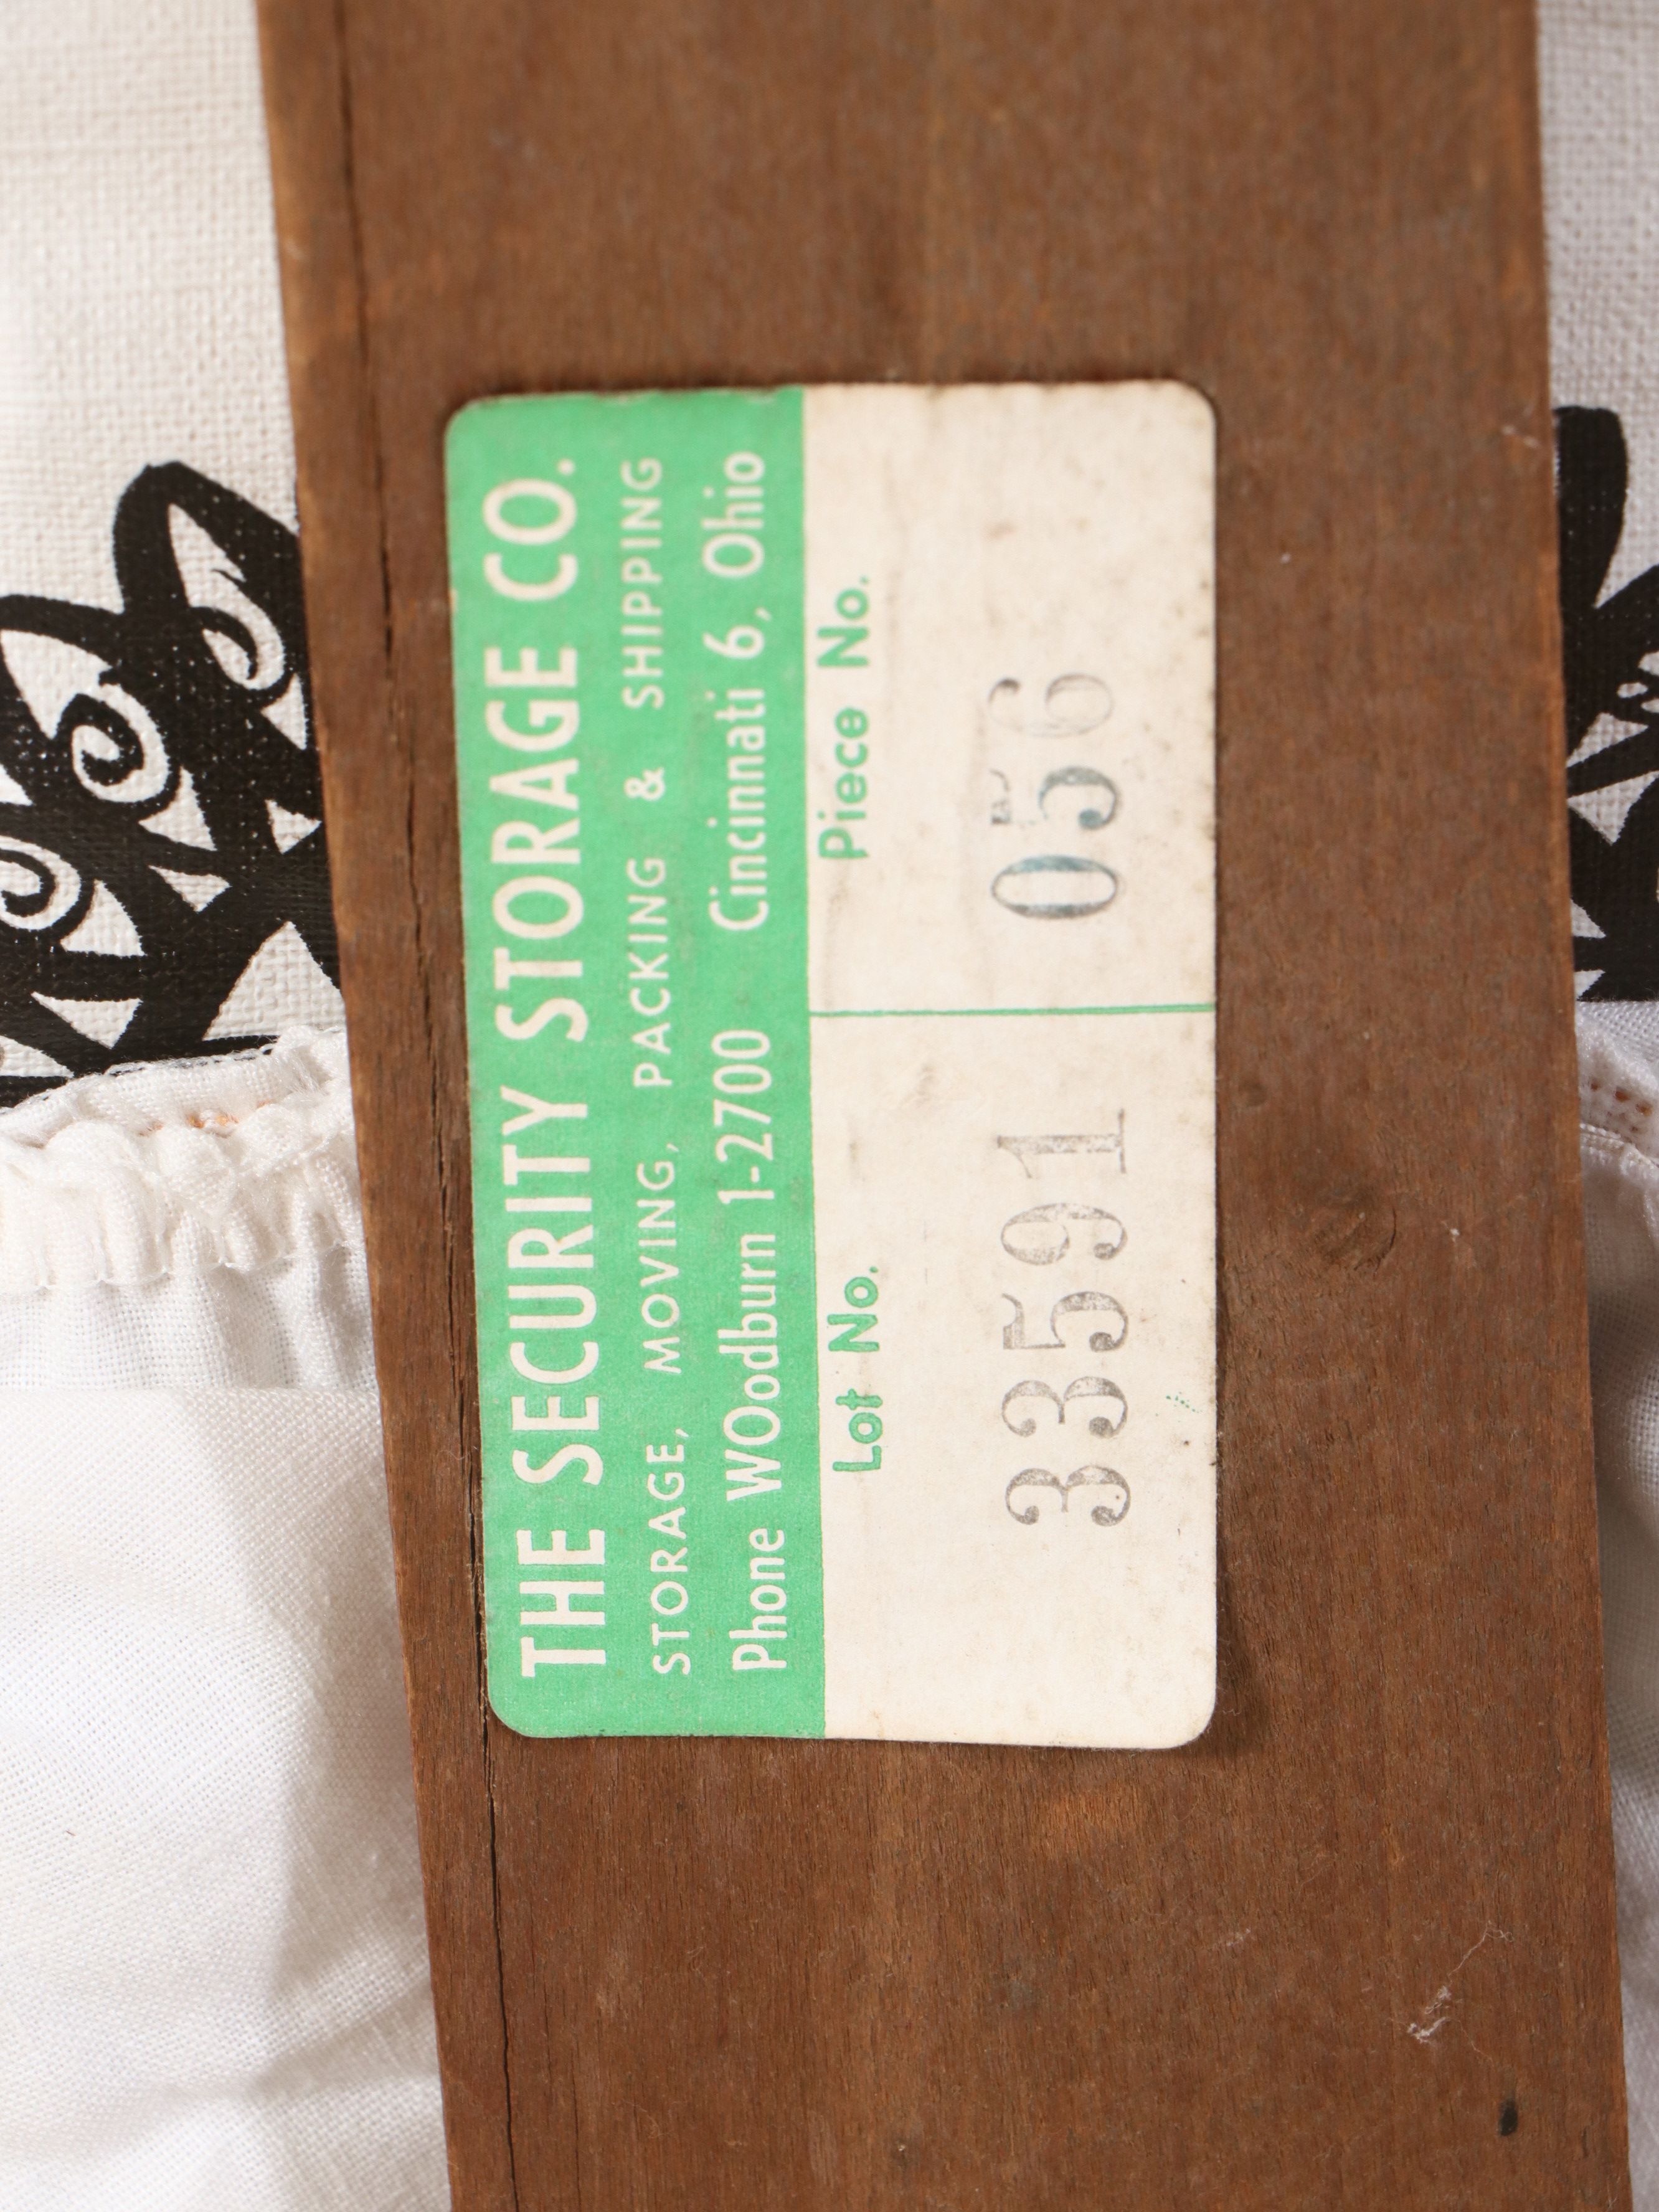 THE SECURITY STORAGE CO.
STORAGE, MOVING, PACKING & SHIPPING
Phone WOodburn 1-2700 Cincinnati 6, Ohio
Lot No. Piece No.
33591 056